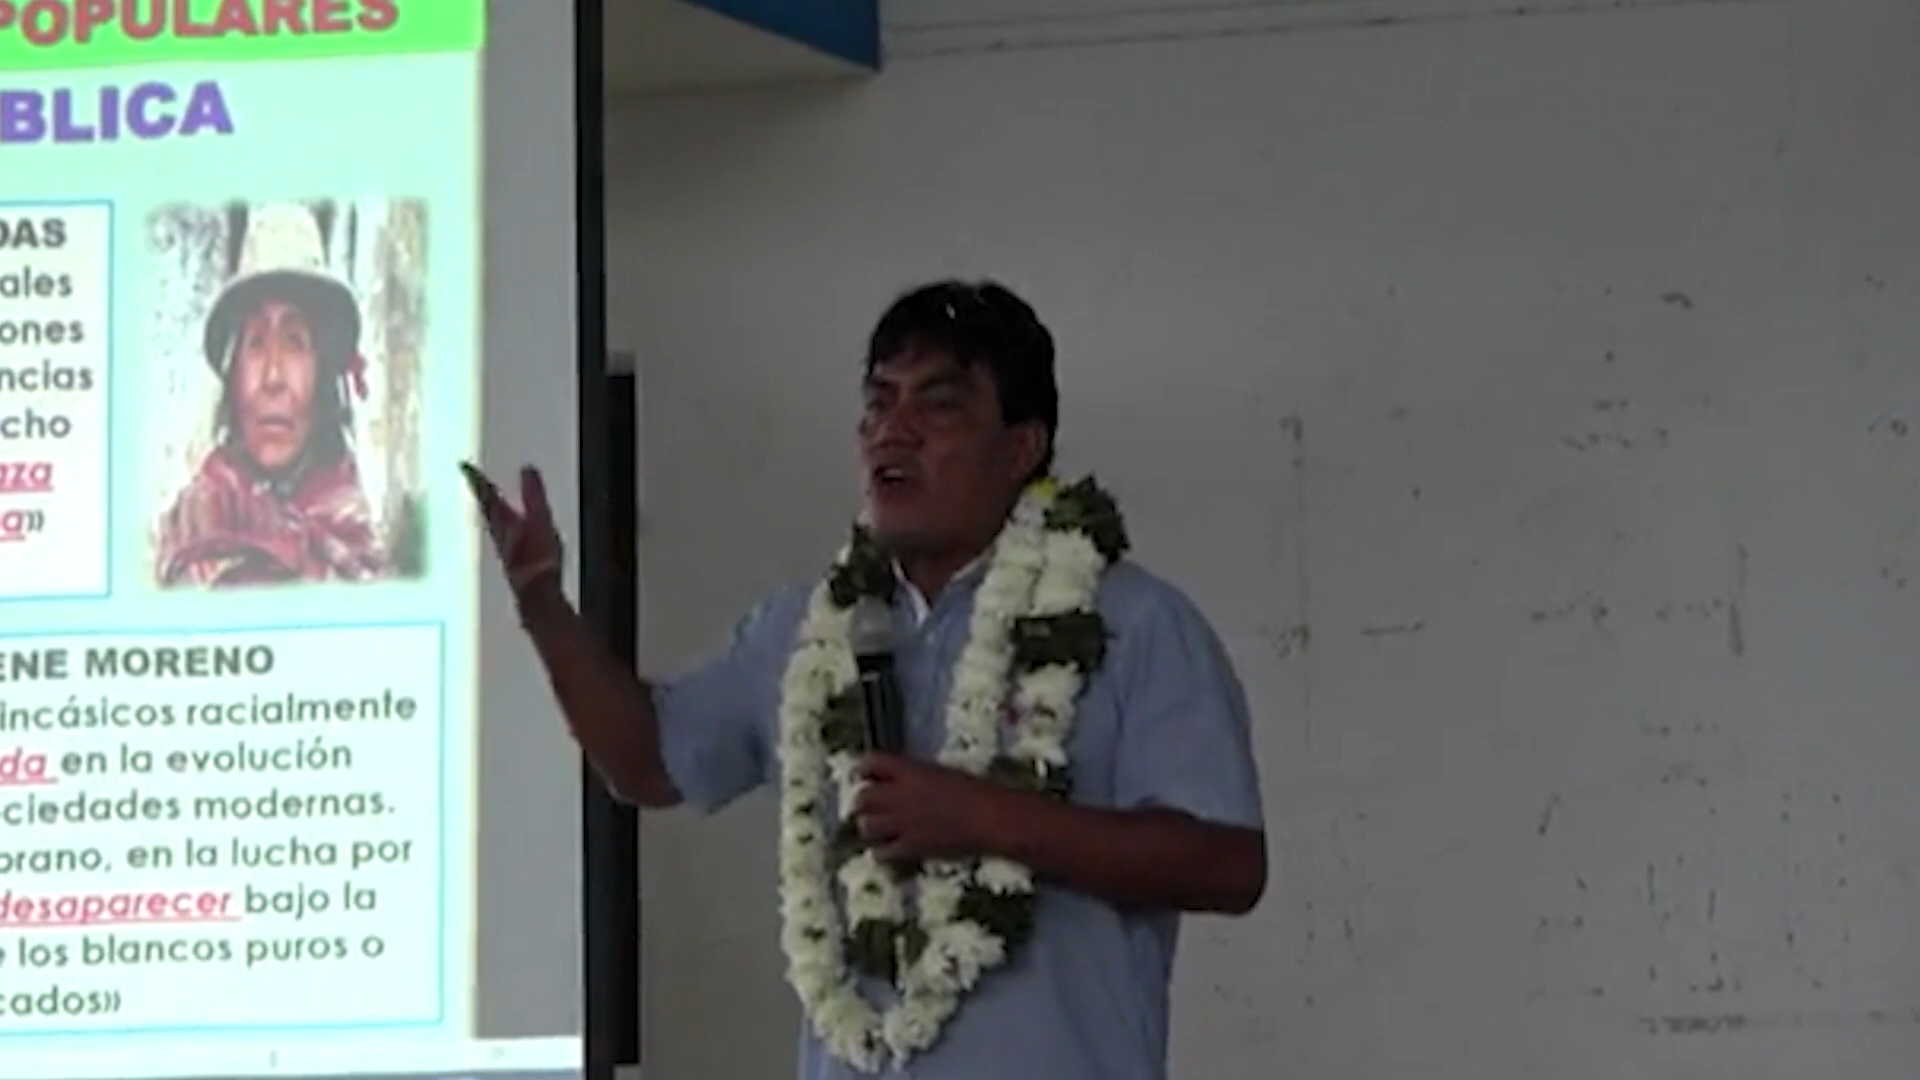 POPULARES
BLICA
DAS
ales
ones
ncias
cho
aza
a»
ENE MORENO
incásicos racialmente
da en la evolución
ciedades modernas.
prano, en la lucha por
desaparecer bajo la
e los blancos puros o
cados»